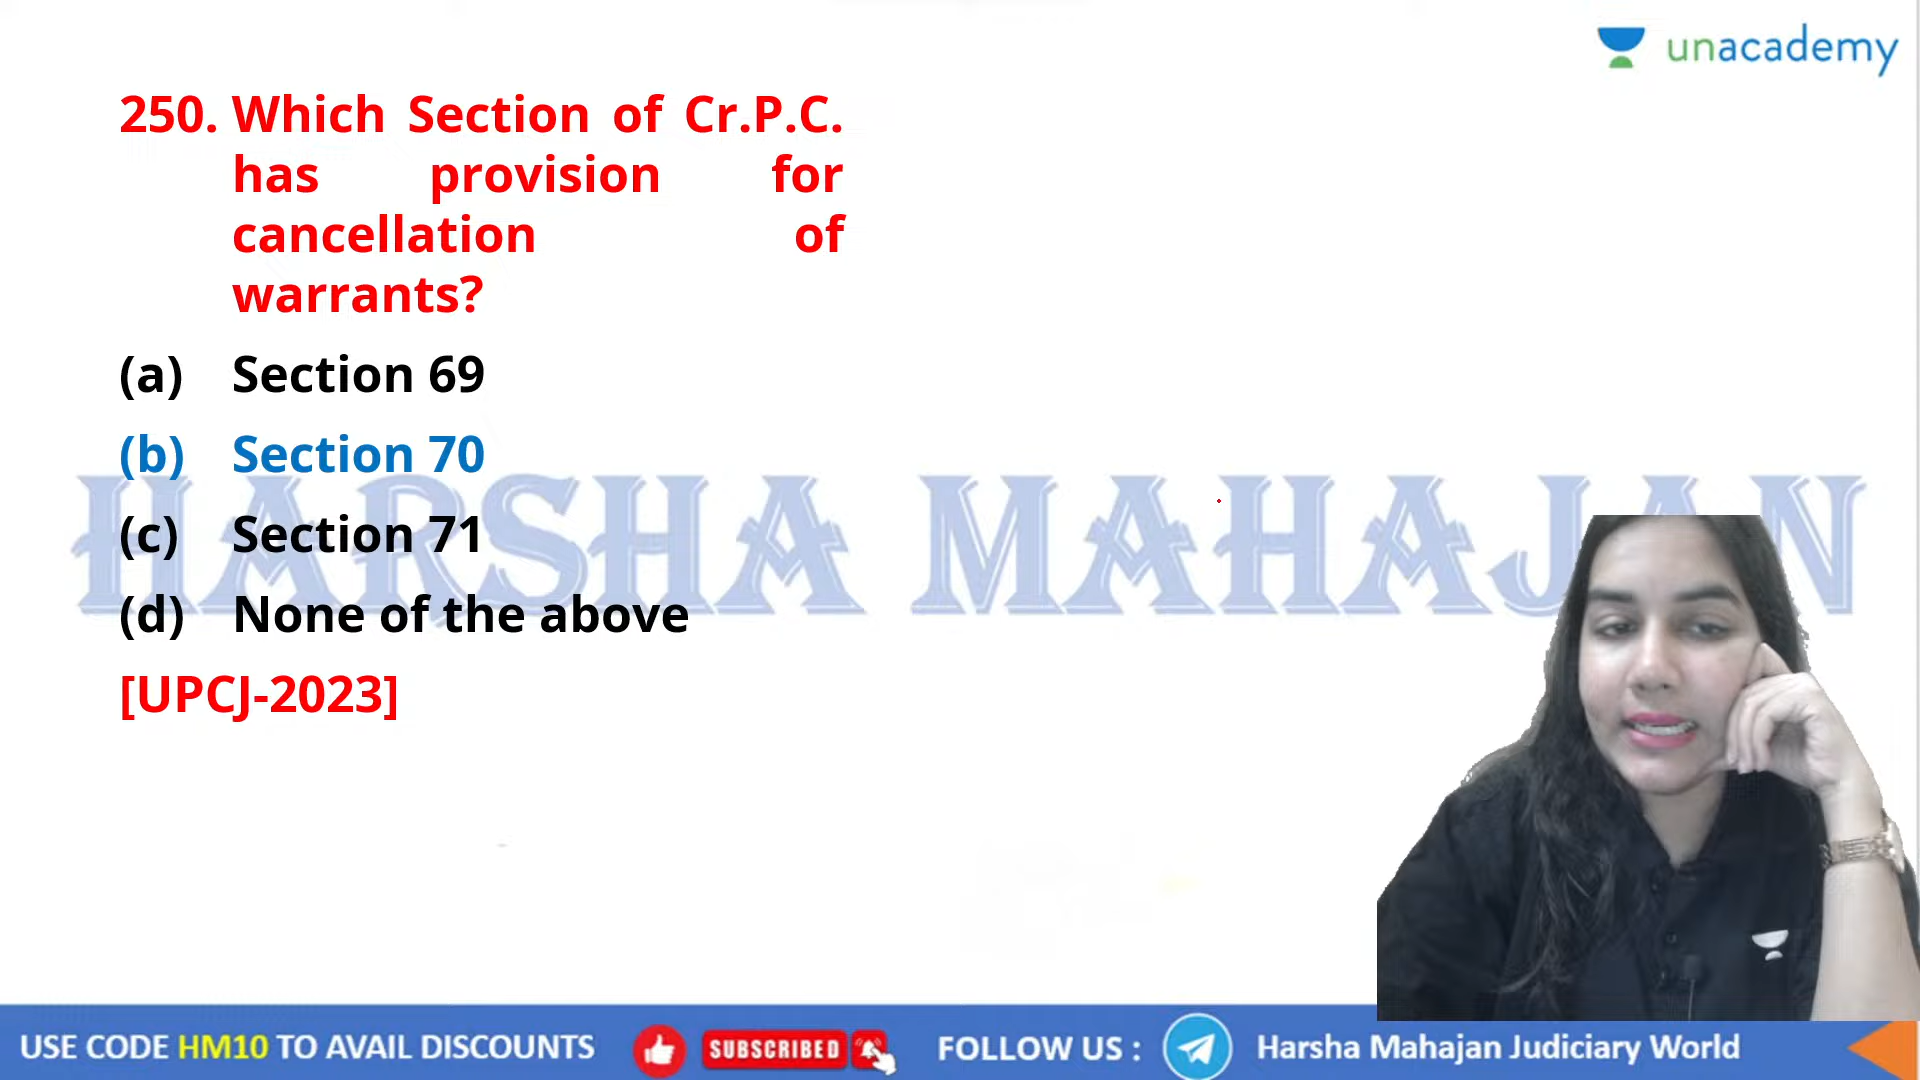 unacademy
250. Which Section of Cr.P.C.
has provision for
cancellation of
warrants?
(a) Section 69
(b) Section 70
(c) Section 71
(d) None of the above
[UPCJ-2023]
HARSHA MAHAJAN
USE CODE HM10 TO AVAIL DISCOUNTS
SUBSCRIBED
FOLLOW US :
Harsha Mahajan Judiciary World